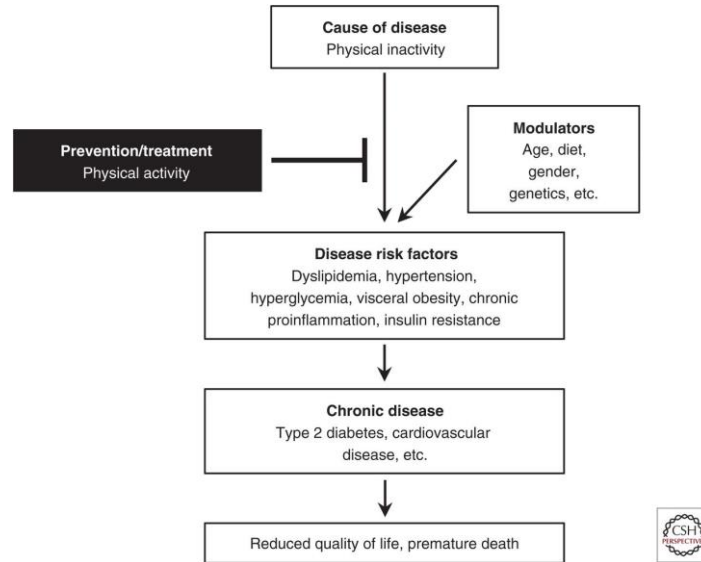 Cause of disease
Physical inactivity
Prevention/treatment
Physical activity
Modulators
Age, diet,
gender,
genetics, etc.
Disease risk factors
Dyslipidemia, hypertension,
hyperglycemia, visceral obesity, chronic
proinflammation, insulin resistance
Chronic disease
Type 2 diabetes, cardiovascular
disease, etc.
Reduced quality of life, premature death
CSH
PERSPECTIVES